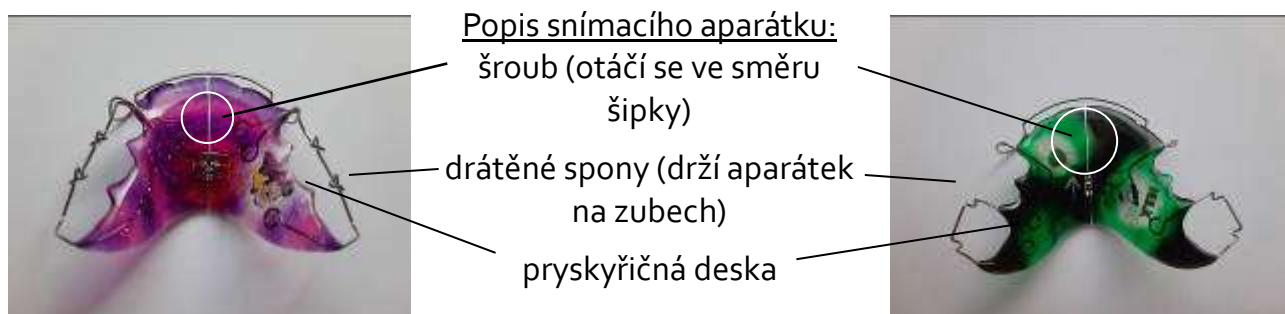 Popis snímacího aparátku:
šroub (otáčí se ve směru
šipky)
drátěné spony (drží aparátek
na zubech)
pryskyřičná deska